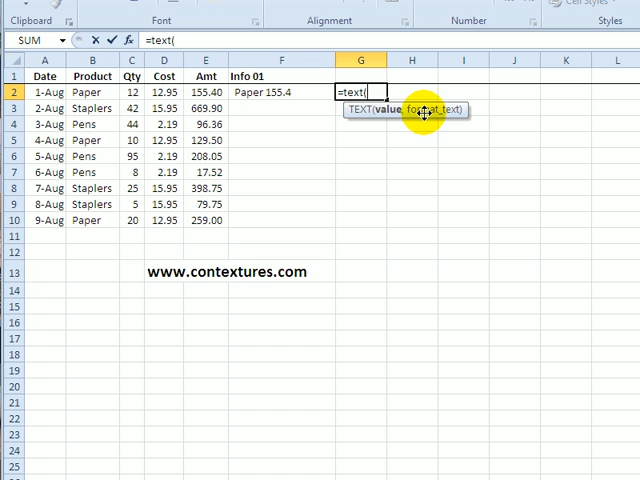 Clipboard Font Alignment Number Cell Styles Styles
SUM fx =text(
A B C D E F G H I J K L
1 Date Product Qty Cost Amt Info 01
2 1-Aug Paper 12 12.95 155.40 Paper 155.4 =text(
TEXT(value, format_text)
3 2-Aug Staplers 42 15.95 669.90
4 3-Aug Pens 44 2.19 96.36
5 4-Aug Paper 10 12.95 129.50
6 5-Aug Pens 95 2.19 208.05
7 6-Aug Pens 8 2.19 17.52
8 7-Aug Staplers 25 15.95 398.75
9 8-Aug Staplers 5 15.95 79.75
10 9-Aug Paper 20 12.95 259.00
11
12
13 www.contextures.com
14
15
16
17
18
19
20
21
22
23
24
25